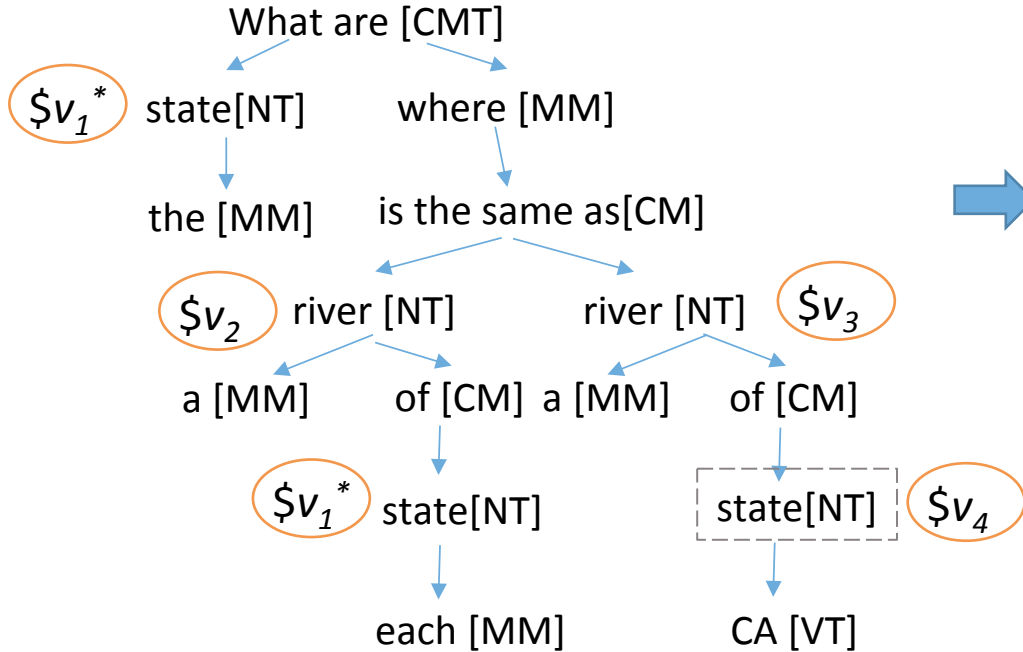 What are [CMT]
$v1* state[NT] where [MM]
the [MM] is the same as[CM]
$v2 river [NT] river [NT] $v3
a [MM] of [CM] a [MM] of [CM]
$v1* state[NT] state[NT] $v4
each [MM] CA [VT]